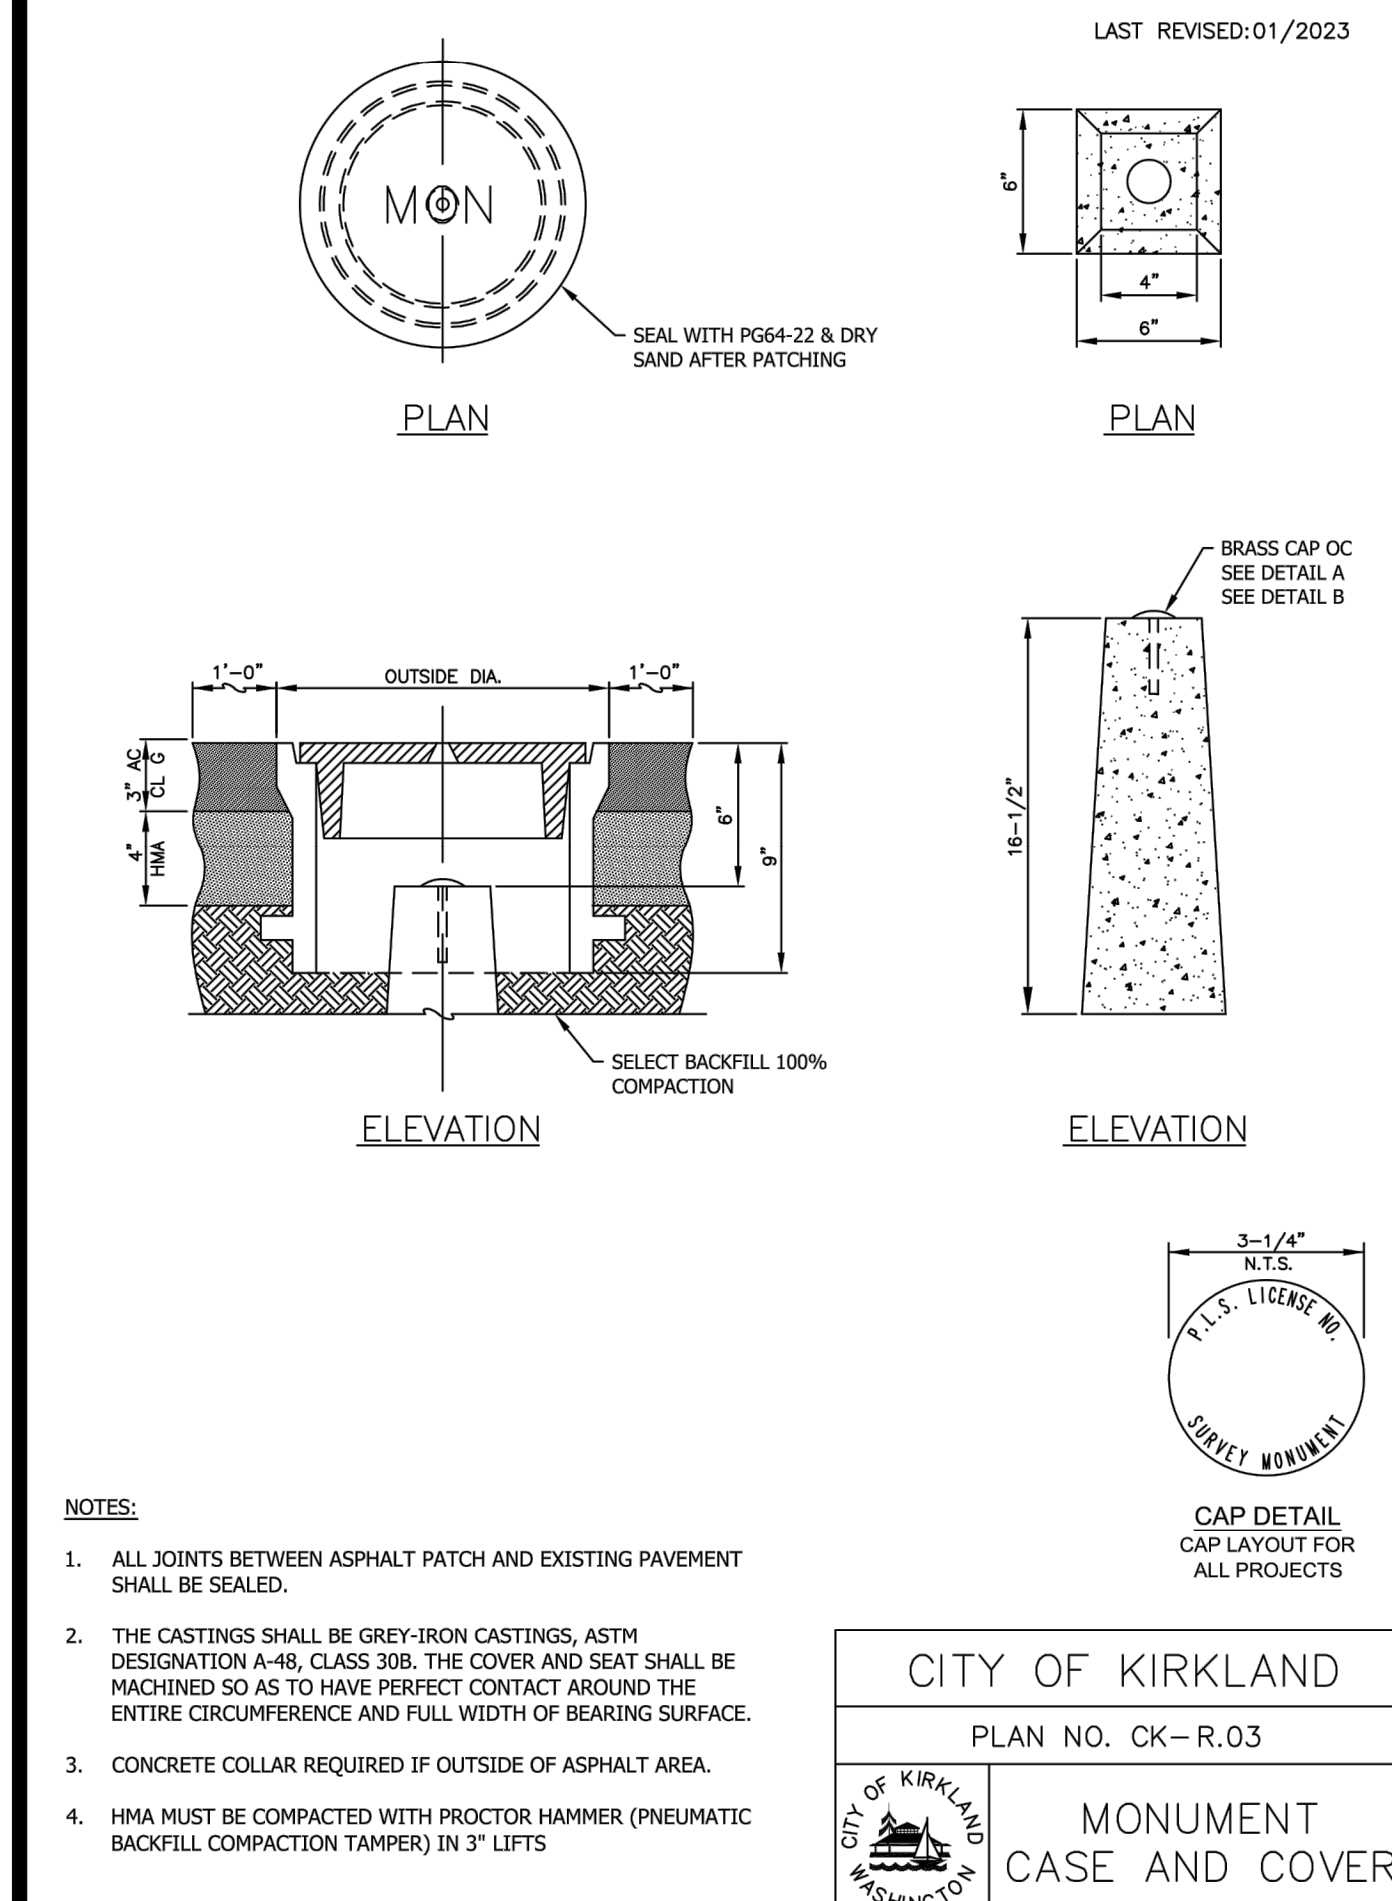 LAST REVISED:01/2023
MON
SEAL WITH PG64-22 & DRY
SAND AFTER PATCHING
PLAN
6"
4"
6"
PLAN
BRASS CAP OC
SEE DETAIL A
SEE DETAIL B
16-1/2"
ELEVATION
1'-0"
OUTSIDE DIA.
1'-0"
3" AC
CL G
4"
HMA
6"
9"
SELECT BACKFILL 100%
COMPACTION
ELEVATION
3-1/4"
N.T.S.
P.L.S. LICENSE NO.
SURVEY MONUMENT
CAP DETAIL
CAP LAYOUT FOR
ALL PROJECTS
NOTES:
1. ALL JOINTS BETWEEN ASPHALT PATCH AND EXISTING PAVEMENT
SHALL BE SEALED.
2. THE CASTINGS SHALL BE GREY-IRON CASTINGS, ASTM
DESIGNATION A-48, CLASS 30B. THE COVER AND SEAT SHALL BE
MACHINED SO AS TO HAVE PERFECT CONTACT AROUND THE
ENTIRE CIRCUMFERENCE AND FULL WIDTH OF BEARING SURFACE.
3. CONCRETE COLLAR REQUIRED IF OUTSIDE OF ASPHALT AREA.
4. HMA MUST BE COMPACTED WITH PROCTOR HAMMER (PNEUMATIC
BACKFILL COMPACTION TAMPER) IN 3" LIFTS
CITY OF KIRKLAND
PLAN NO. CK-R.03
CITY OF KIRKLAND
WASHINGTON
MONUMENT
CASE AND COVER